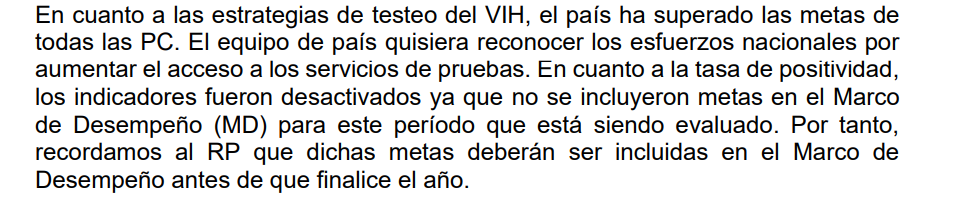 En cuanto a las estrategias de testeo del VIH, el país ha superado las metas de
todas las PC. El equipo de país quisiera reconocer los esfuerzos nacionales por
aumentar el acceso a los servicios de pruebas. En cuanto a la tasa de positividad,
los indicadores fueron desactivados ya que no se incluyeron metas en el Marco
de Desempeño (MD) para este período que está siendo evaluado. Por tanto,
recordamos al RP que dichas metas deberán ser incluidas en el Marco de
Desempeño antes de que finalice el año.